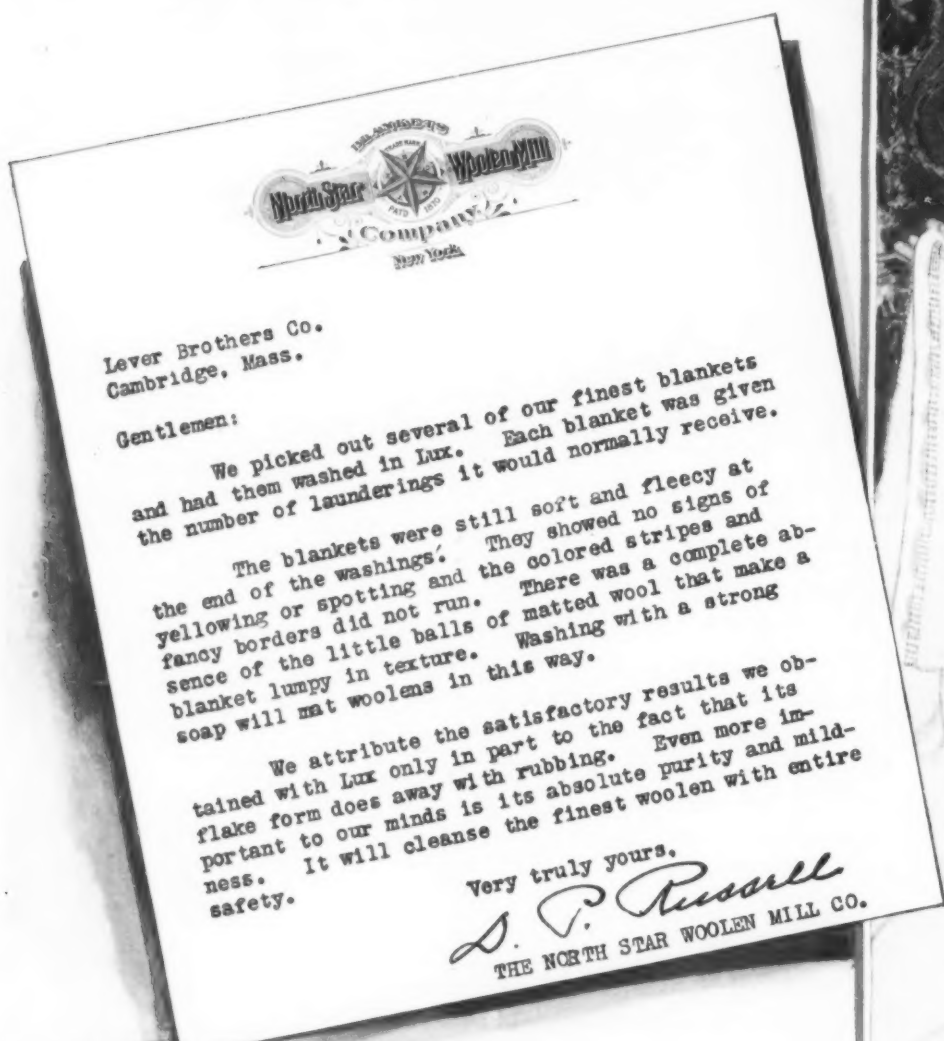 BLANKETS
TRADE MARK
North Star Woolen Mill
PAT'D 1870
Company
New York
Lever Brothers Co.
Cambridge, Mass.
Gentlemen:
We picked out several of our finest blankets
and had them washed in Lux. Each blanket was given
the number of launderings it would normally receive.
The blankets were still soft and fleecy at
the end of the washings. They showed no signs of
yellowing or spotting and the colored stripes and
fancy borders did not run. There was a complete ab-
sence of the little balls of matted wool that make a
blanket lumpy in texture. Washing with a strong
soap will mat woolens in this way.
We attribute the satisfactory results we ob-
tained with Lux only in part to the fact that its
flake form does away with rubbing. Even more im-
portant to our minds is its absolute purity and mild-
ness. It will cleanse the finest woolen with entire
safety.
Very truly yours,
S. P. Russell
THE NORTH STAR WOOLEN MILL CO.